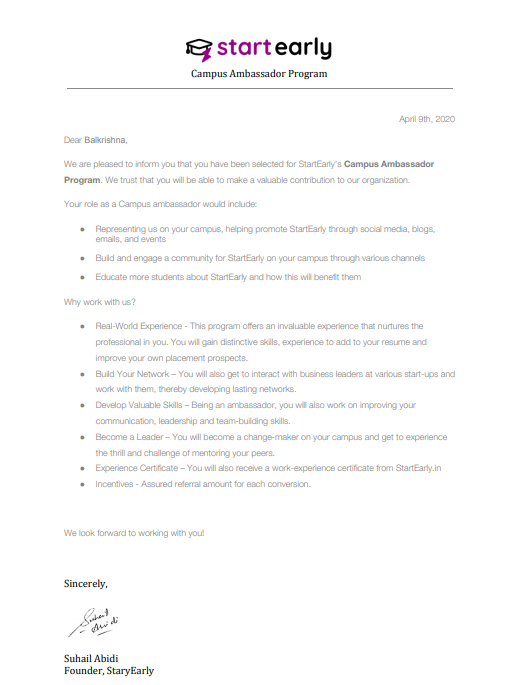 start early
Campus Ambassador Program
April 9th, 2020
Dear Balkrishna,
We are pleased to inform you that you have been selected for StartEarly's Campus Ambassador
Program. We trust that you will be able to make a valuable contribution to our organization.
Your role as a Campus ambassador would include:
● Representing us on your campus, helping promote StartEarly through social media, blogs,
emails, and events
● Build and engage a community for StartEarly on your campus through various channels
● Educate more students about StartEarly and how this will benefit them
Why work with us?
● Real-World Experience - This program offers an invaluable experience that nurtures the
professional in you. You will gain distinctive skills, experience to add to your resume and
improve your own placement prospects.
● Build Your Network – You will also get to interact with business leaders at various start-ups and
work with them, thereby developing lasting networks.
● Develop Valuable Skills – Being an ambassador, you will also work on improving your
communication, leadership and team-building skills.
● Become a Leader – You will become a change-maker on your campus and get to experience
the thrill and challenge of mentoring your peers.
● Experience Certificate – You will also receive a work-experience certificate from StartEarly.in
● Incentives - Assured referral amount for each conversion.
We look forward to working with you!
Sincerely,
Suhail
Abidi
Suhail Abidi
Founder, StaryEarly